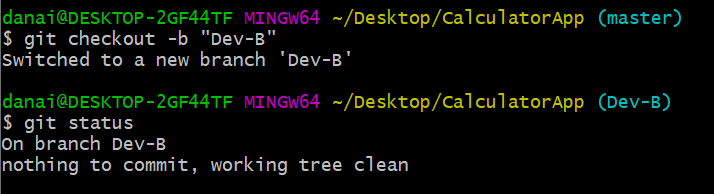 danai@DESKTOP-2GF44TF MINGW64 ~/Desktop/CalculatorApp (master)
$ git checkout -b "Dev-B"
Switched to a new branch 'Dev-B'
danai@DESKTOP-2GF44TF MINGW64 ~/Desktop/CalculatorApp (Dev-B)
$ git status
On branch Dev-B
nothing to commit, working tree clean